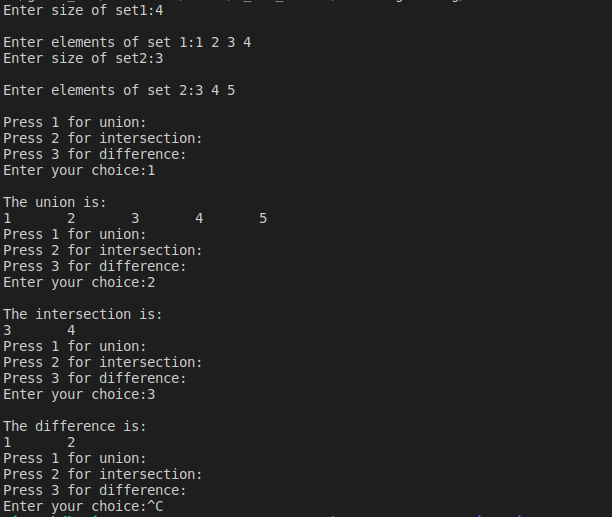 Enter size of set1:4
Enter elements of set 1:1 2 3 4
Enter size of set2:3
Enter elements of set 2:3 4 5
Press 1 for union:
Press 2 for intersection:
Press 3 for difference:
Enter your choice:1
The union is:
1 2 3 4 5
Press 1 for union:
Press 2 for intersection:
Press 3 for difference:
Enter your choice:2
The intersection is:
3 4
Press 1 for union:
Press 2 for intersection:
Press 3 for difference:
Enter your choice:3
The difference is:
1 2
Press 1 for union:
Press 2 for intersection:
Press 3 for difference:
Enter your choice:^C